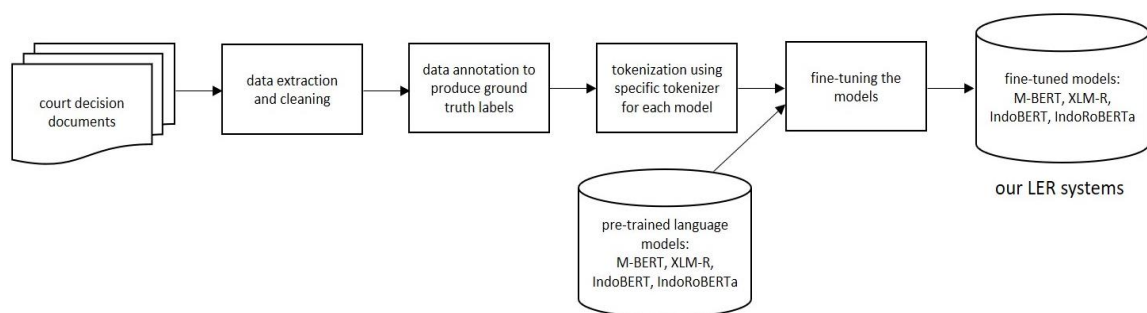 court decision
documents
data extraction
and cleaning
data annotation to
produce ground
truth labels
tokenization using
specific tokenizer
for each model
fine-tuning the
models
fine-tuned models:
M-BERT, XLM-R,
IndoBERT, IndoRoBERTa
our LER systems
pre-trained language
models:
M-BERT, XLM-R,
IndoBERT, IndoRoBERTa